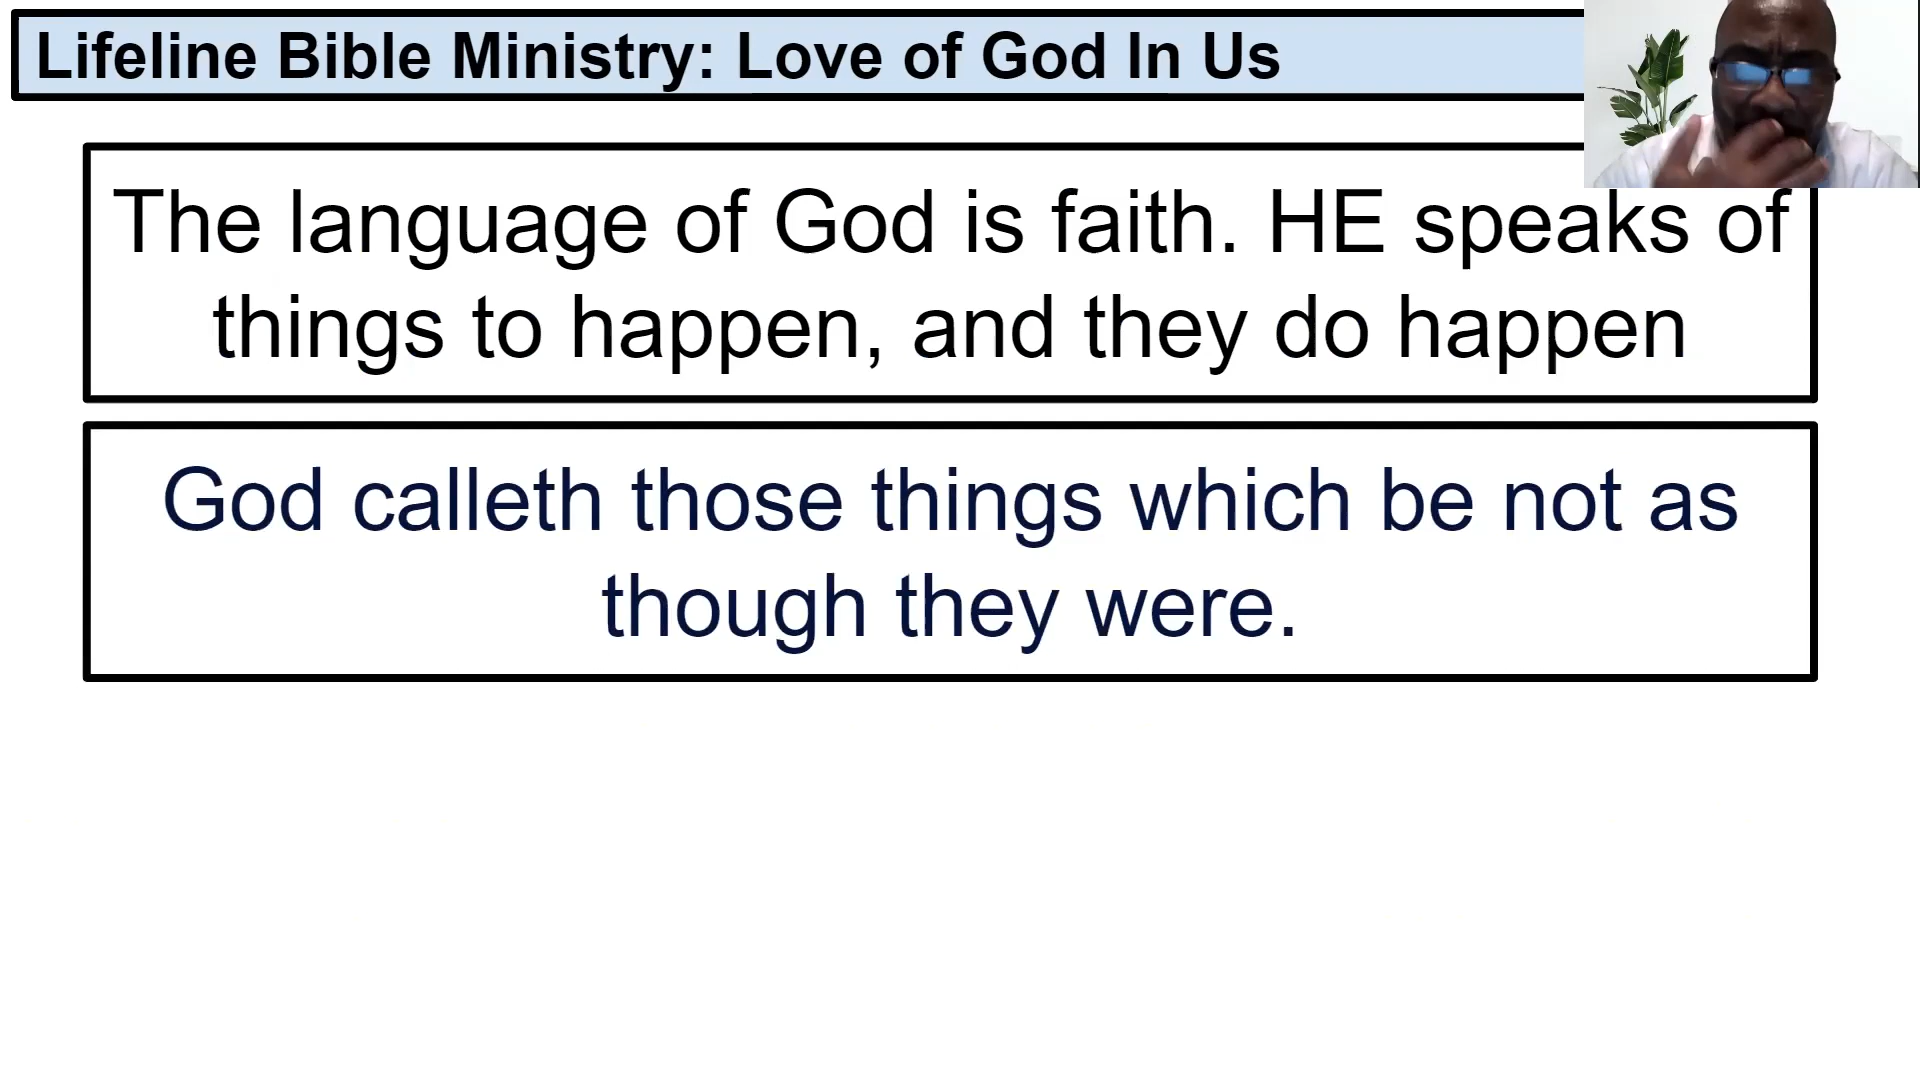 Lifeline Bible Ministry: Love of God In Us
The language of God is faith. HE speaks of
things to happen, and they do happen
God calleth those things which be not as
though they were.